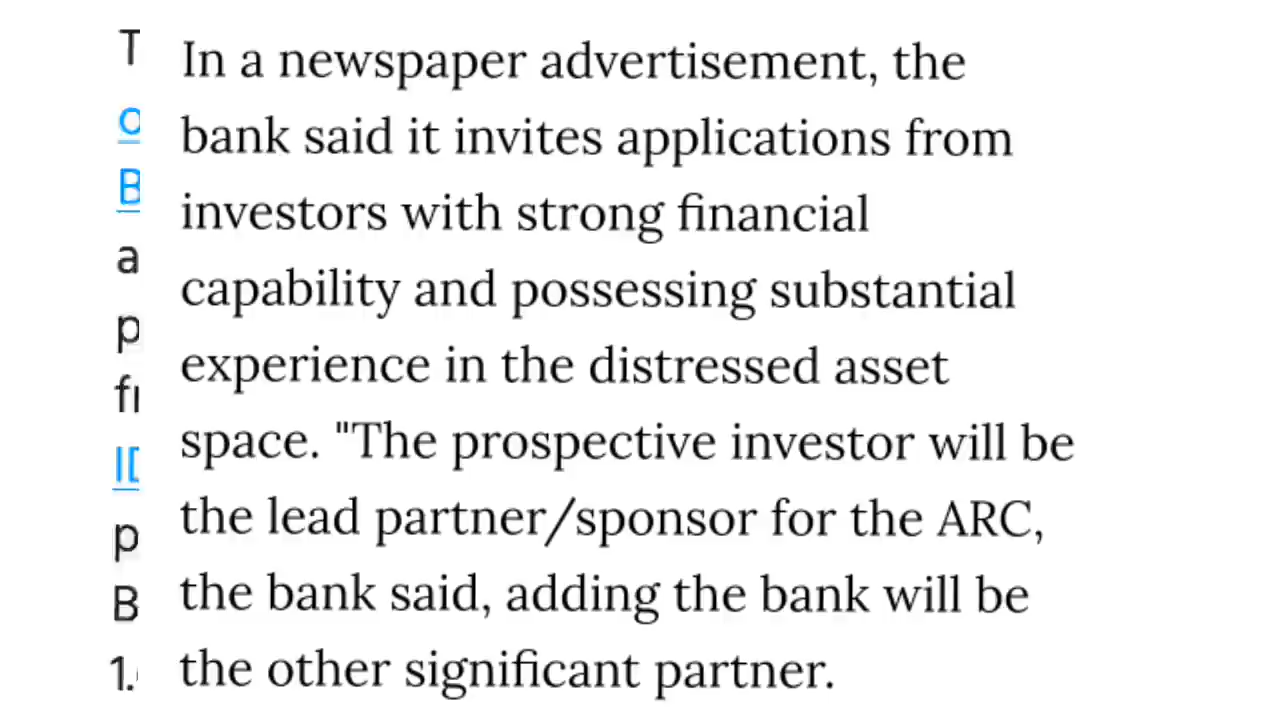 In a newspaper advertisement, the
bank said it invites applications from
investors with strong financial
capability and possessing substantial
experience in the distressed asset
space. "The prospective investor will be
the lead partner/sponsor for the ARC,
the bank said, adding the bank will be
the other significant partner.